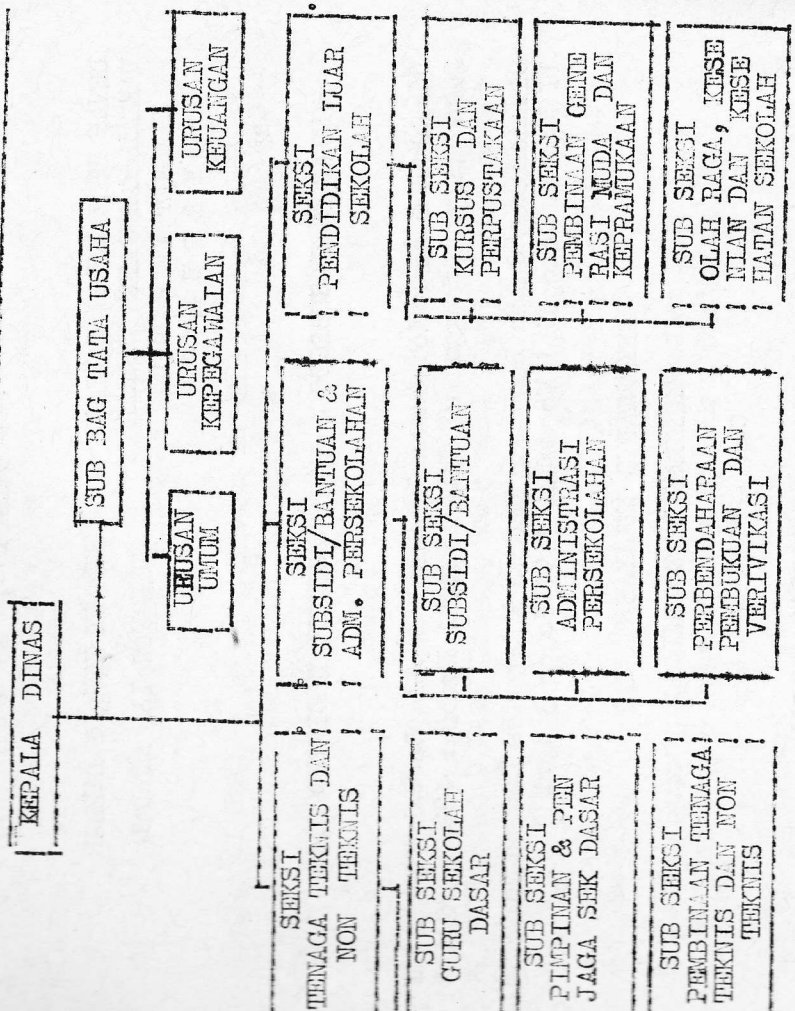 KEPALA DINAS
SUB BAG TATA USAHA
URUSAN
UMUM
URUSAN
KEPEGAWAIAN
URUSAN
KEUANGAN
SEKSI
TENAGA TEKNIS DAN
NON TEKNIS
SEKSI
SUBSIDI/BANTUAN &
ADM. PERSEKOLAHAN
SEKSI
PENDIDIKAN LUAR
SEKOLAH
SUB SEKSI
GURU SEKOLAH
DASAR
SUB SEKSI
PIMPINAN & PEN
JAGA SEK DASAR
SUB SEKSI
PEMBINAAN TENAGA
TEKNIS DAN NON
TEKNIS
SUB SEKSI
SUBSIDI/BANTUAN
SUB SEKSI
ADMINISTRASI
PERSEKOLAHAN
SUB SEKSI
PERBENDAHARAAN
PEMBUKUAN DAN
VERIVIKASI
SUB SEKSI
KURSUS DAN
PERPUSTAKAAN
SUB SEKSI
PEMBINAAN GENE
RASI MUDA DAN
KEPRAMUKAAN
SUB SEKSI
OLAH RAGA, KESE
NIAN DAN KESE
HATAN SEKOLAH